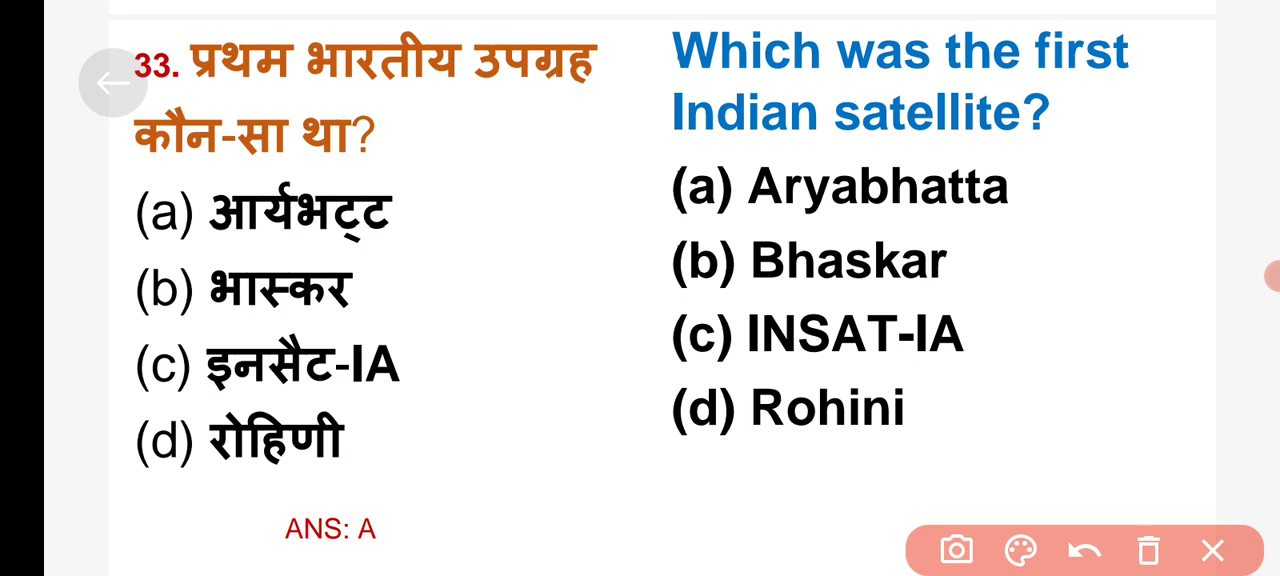 33. प्रथम भारतीय उपग्रह
कौन-सा था?
(a) आर्यभट्ट
(b) भास्कर
(c) इनसैट-IA
(d) रोहिणी
ANS: A
Which was the first
Indian satellite?
(a) Aryabhatta
(b) Bhaskar
(c) INSAT-IA
(d) Rohini